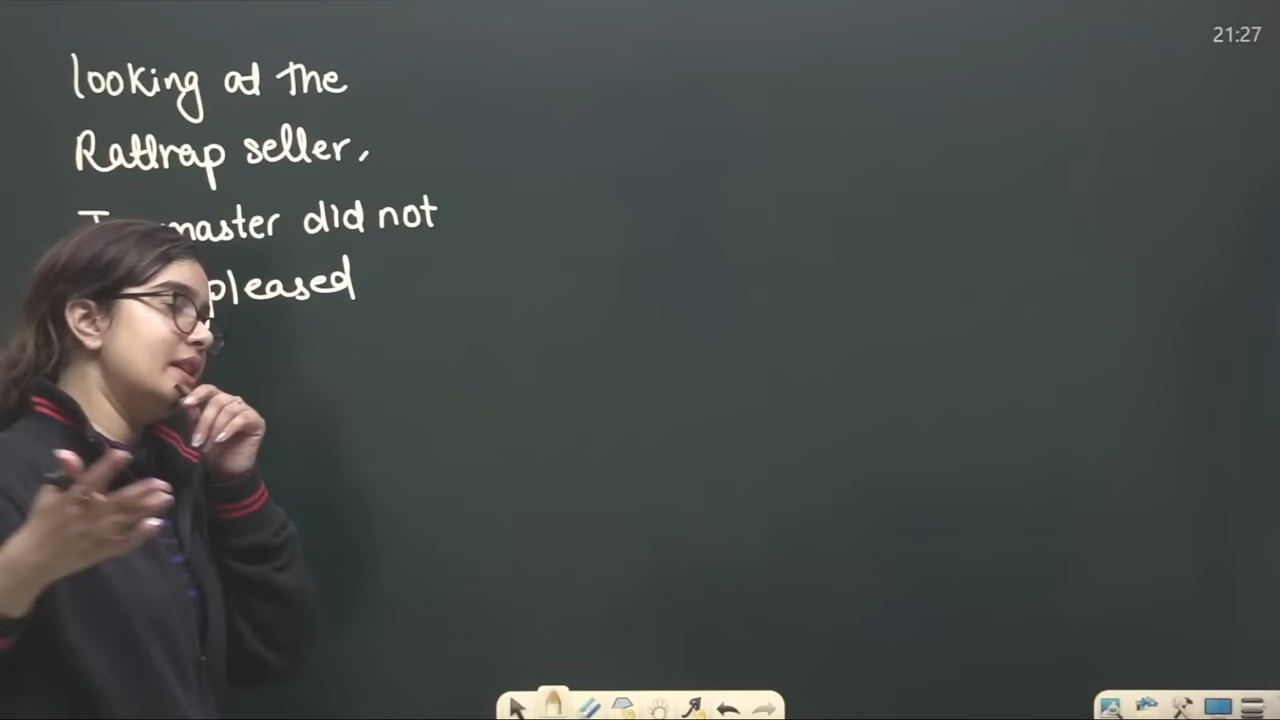 21:27
looking at the
Rattrap seller,
master did not
pleased